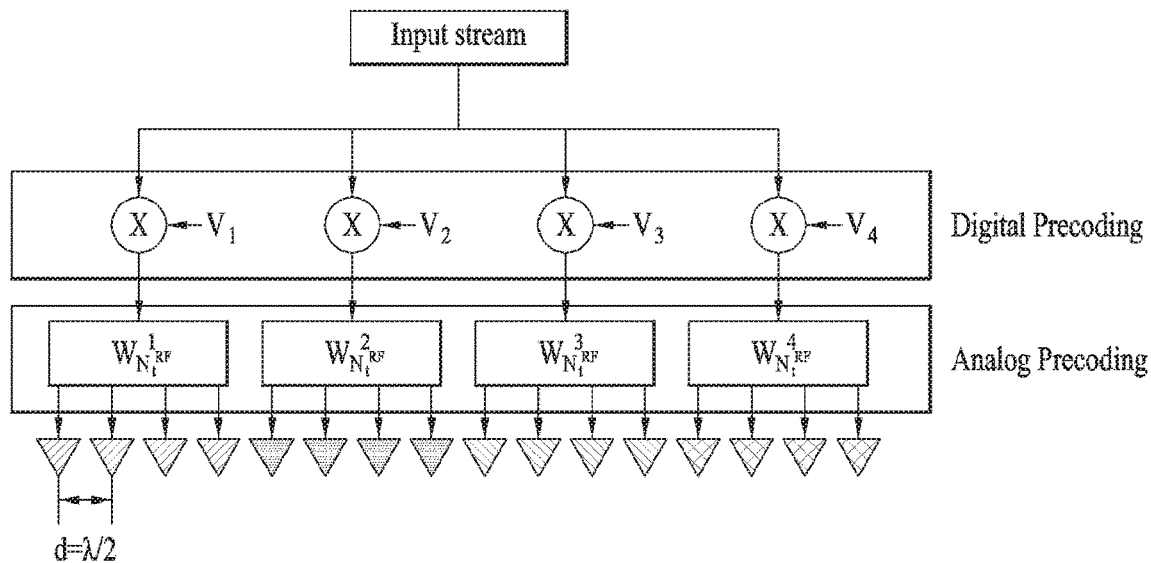 Input stream
X V₁ X V₂ X V₃ X V₄
Digital Precoding
W_{N_t^{RF}}^1 W_{N_t^{RF}}^2 W_{N_t^{RF}}^3 W_{N_t^{RF}}^4
Analog Precoding
d=λ/2